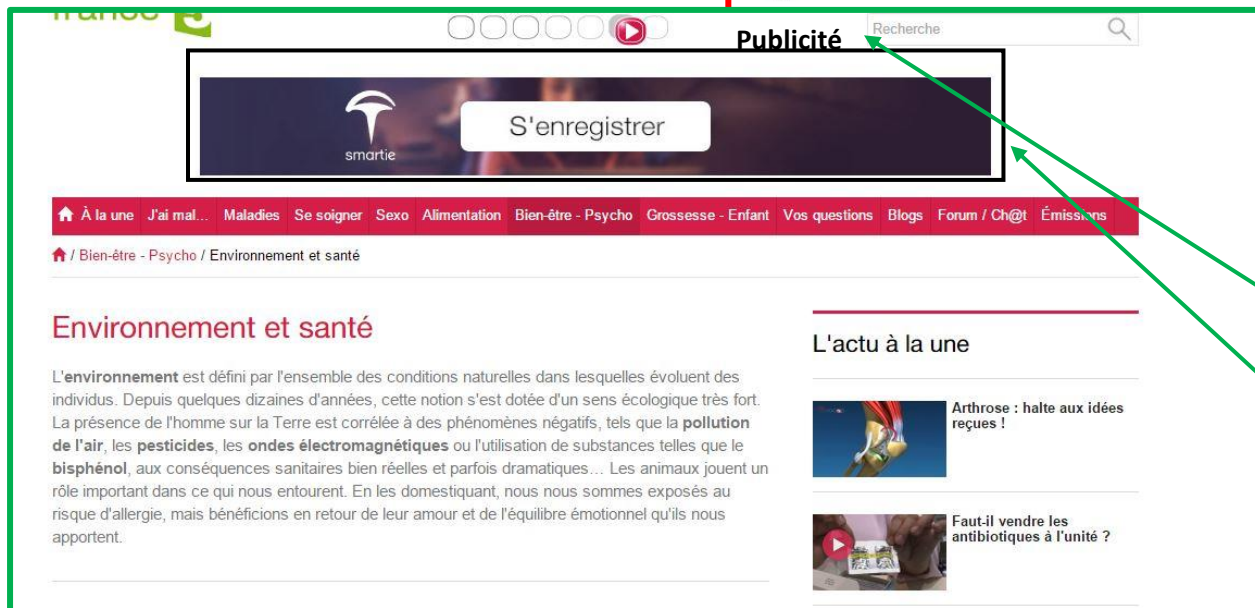 france 5
Publicité
Recherche
S'enregistrer
smartie
À la une J'ai mal... Maladies Se soigner Sexo Alimentation Bien-être - Psycho Grossesse - Enfant Vos questions Blogs Forum / Ch@t Émissions
/ Bien-être - Psycho / Environnement et santé
Environnement et santé
L'environnement est défini par l'ensemble des conditions naturelles dans lesquelles évoluent des
individus. Depuis quelques dizaines d'années, cette notion s'est dotée d'un sens écologique très fort.
La présence de l'homme sur la Terre est corrélée à des phénomènes négatifs, tels que la pollution
de l'air, les pesticides, les ondes électromagnétiques ou l'utilisation de substances telles que le
bisphénol, aux conséquences sanitaires bien réelles et parfois dramatiques... Les animaux jouent un
rôle important dans ce qui nous entourent. En les domestiquant, nous nous sommes exposés au
risque d'allergie, mais bénéficions en retour de leur amour et de l'équilibre émotionnel qu'ils nous
apportent.
L'actu à la une
Arthrose : halte aux idées
reçues !
Faut-il vendre les
antibiotiques à l'unité ?